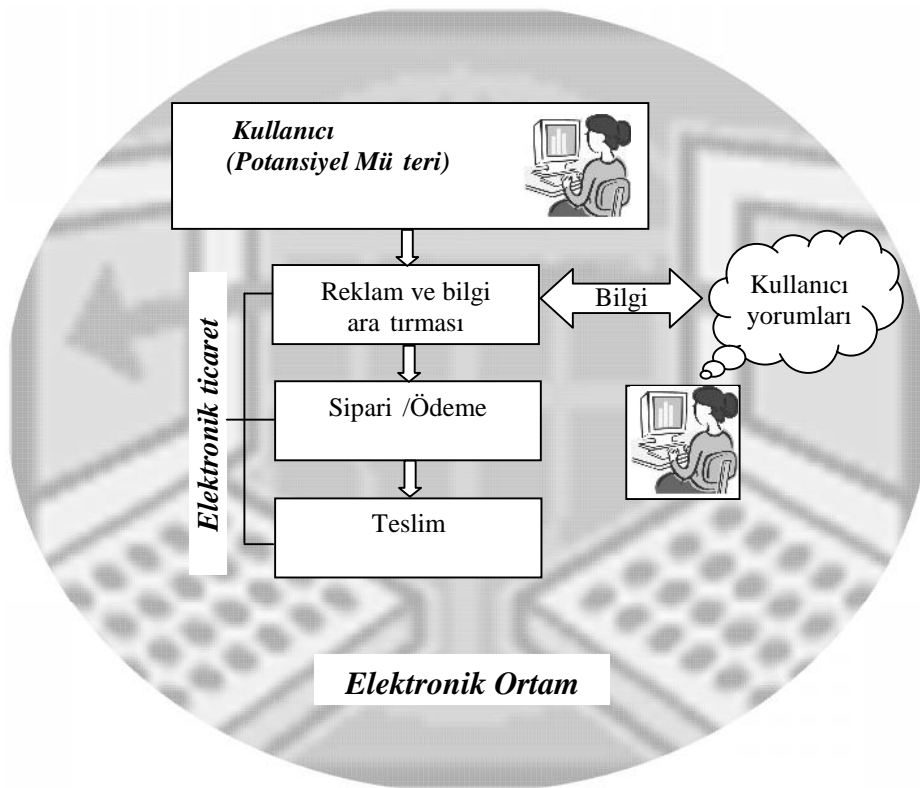 Kullanıcı
(Potansiyel Mü teri)
Reklam ve bilgi
ara tırması
Bilgi
Kullanıcı
yorumları
Elektronik ticaret
Sipari /Ödeme
Teslim
Elektronik Ortam